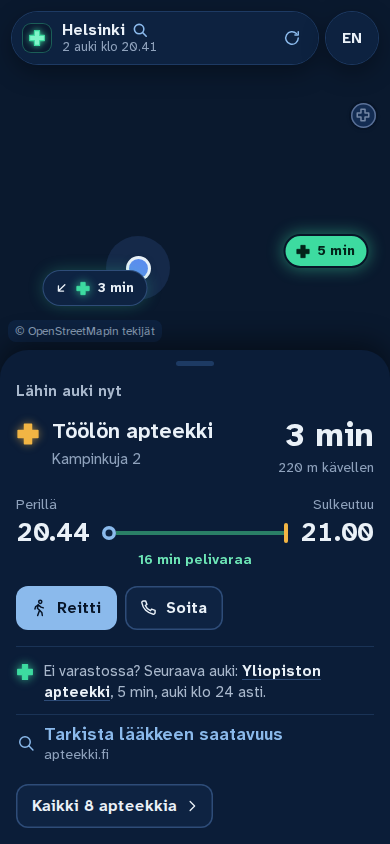 Helsinki
2 auki klo 20.41
EN
5 min
3 min
© OpenStreetMapin tekijät
Lähin auki nyt
Töölön apteekki
3 min
Kampinkuja 2
220 m kävellen
Perillä
Sulkeutuu
20.44
21.00
16 min pelivaraa
Reitti
Soita
Ei varastossa? Seuraava auki: Yliopiston
apteekki, 5 min, auki klo 24 asti.
Tarkista lääkkeen saatavuus
apteekki.fi
Kaikki 8 apteekkia